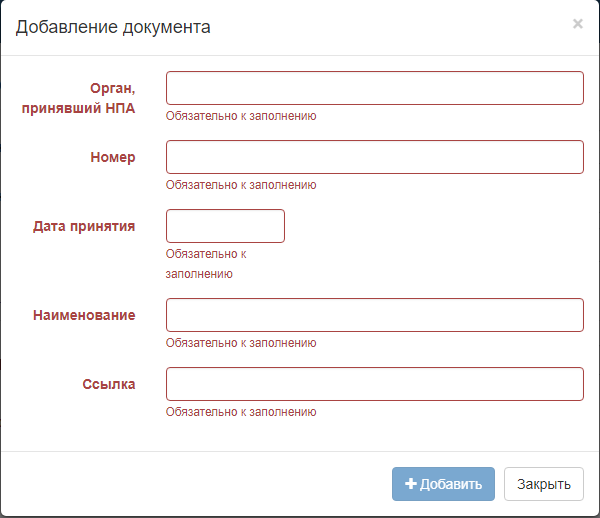 Добавление документа
×
Орган,
принявший НПА
Обязательно к заполнению
Номер
Обязательно к заполнению
Дата принятия
Обязательно к
заполнению
Наименование
Обязательно к заполнению
Ссылка
Обязательно к заполнению
+ Добавить
Закрыть